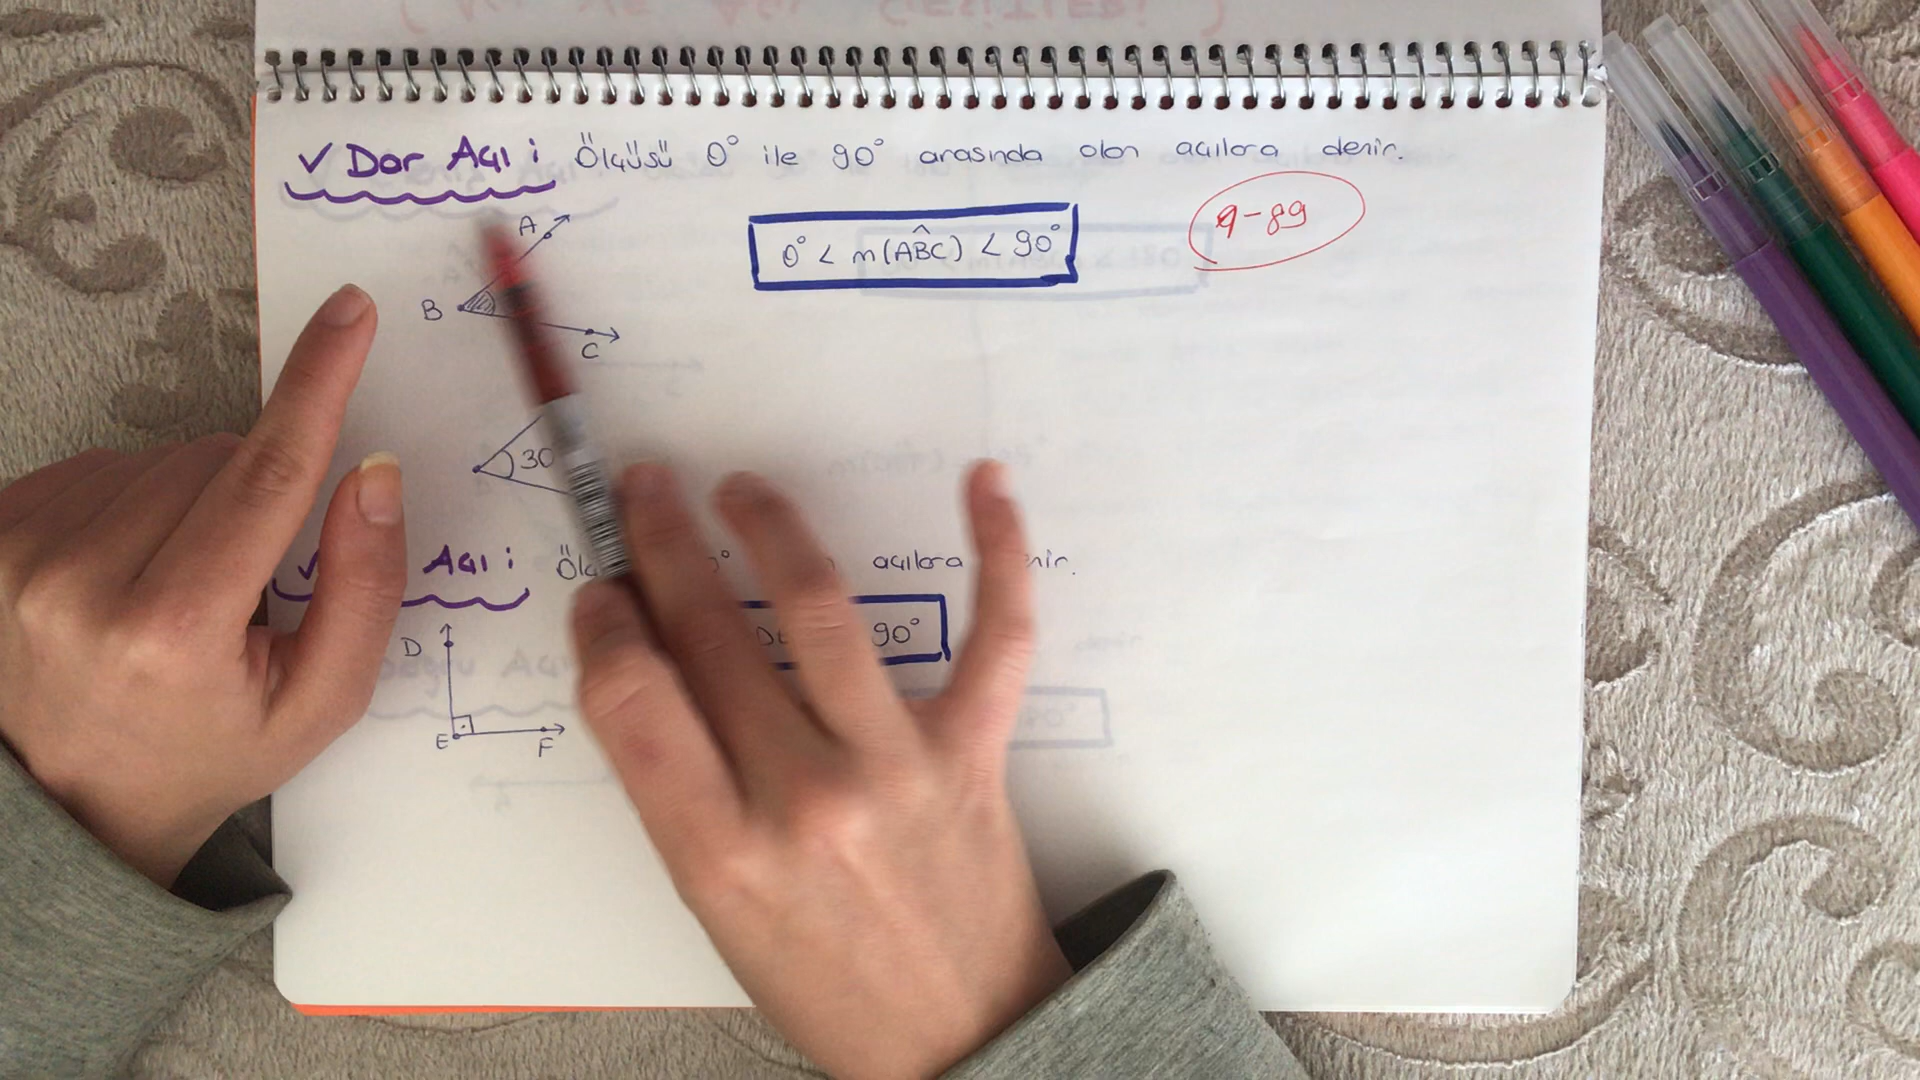 ✓ Dar Açı : Ölçüsü 0° ile 90° arasında olan açılara denir.
A
0° < m(ABC) < 90°
9-89
B
C
30
Açı : açılara
90°
D
E
F